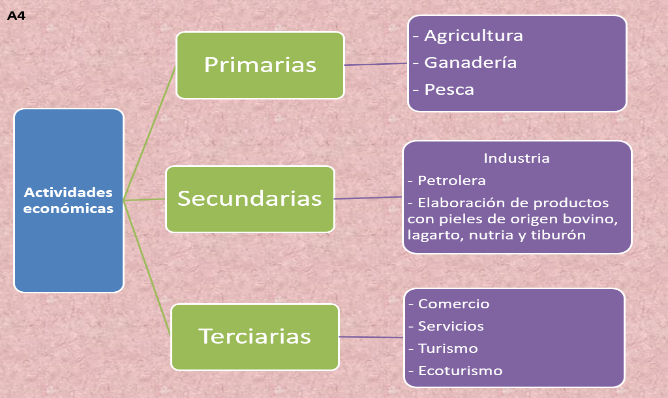 A4
Actividades
económicas
Primarias
- Agricultura
- Ganadería
- Pesca
Secundarias
Industria
- Petrolera
- Elaboración de productos
con pieles de origen bovino,
lagarto, nutria y tiburón
Terciarias
- Comercio
- Servicios
- Turismo
- Ecoturismo